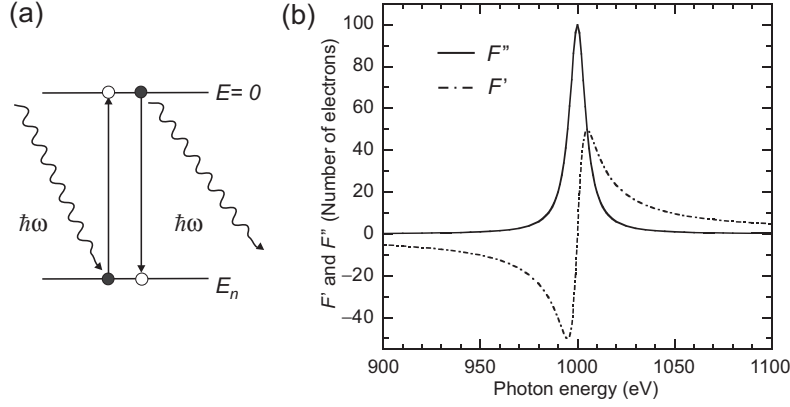 (a)
E= 0
ħω
ħω
E_n
(b)
F' and F'' (Number of electrons)
100
80
60
40
20
0
−20
−40
F''
F'
900
950
1000
1050
1100
Photon energy (eV)